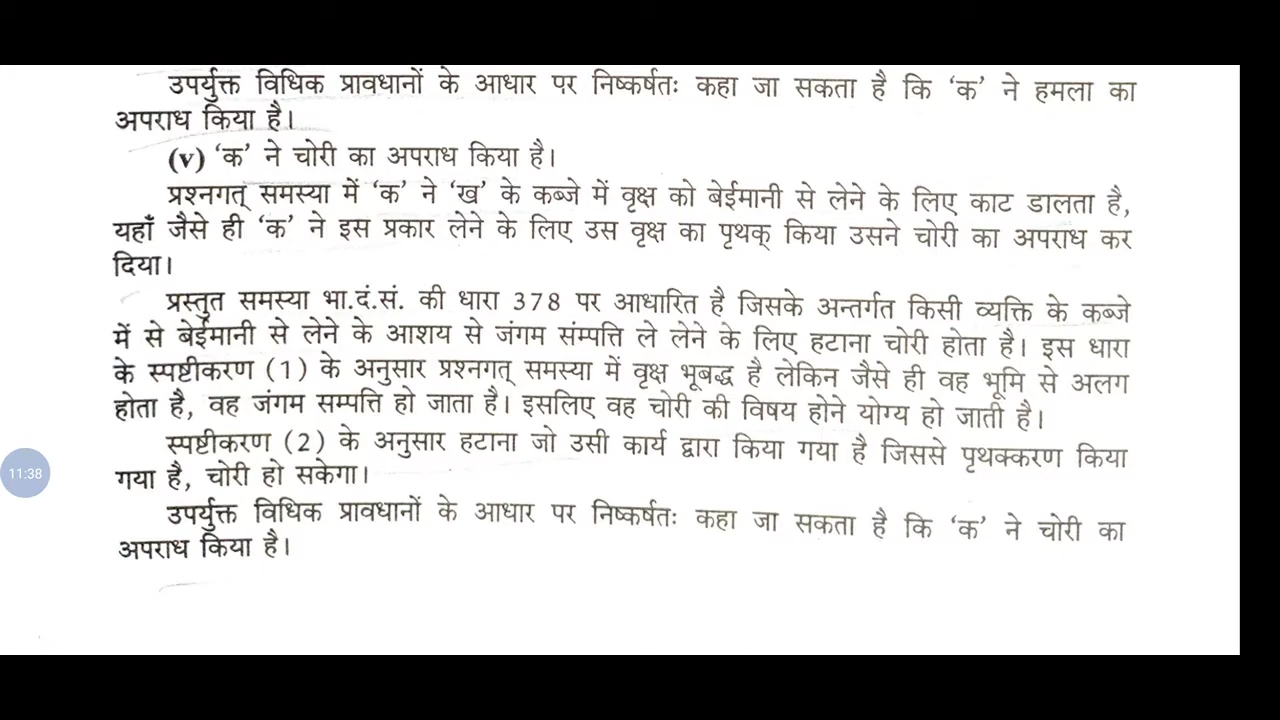 उपर्युक्त विधिक प्रावधानों के आधार पर निष्कर्षतः कहा जा सकता है कि ‘क’ ने हमला का
अपराध किया है।
(v) ‘क’ ने चोरी का अपराध किया है।
प्रश्नगत् समस्या में ‘क’ ने ‘ख’ के कब्जे में वृक्ष को बेईमानी से लेने के लिए काट डालता है,
यहाँ जैसे ही ‘क’ ने इस प्रकार लेने के लिए उस वृक्ष का पृथक् किया उसने चोरी का अपराध कर
दिया।
प्रस्तुत समस्या भा.दं.सं. की धारा 378 पर आधारित है जिसके अन्तर्गत किसी व्यक्ति के कब्जे
में से बेईमानी से लेने के आशय से जंगम संम्पत्ति ले लेने के लिए हटाना चोरी होता है। इस धारा
के स्पष्टीकरण (1) के अनुसार प्रश्नगत् समस्या में वृक्ष भूबद्ध है लेकिन जैसे ही वह भूमि से अलग
होता है, वह जंगम सम्पत्ति हो जाता है। इसलिए वह चोरी की विषय होने योग्य हो जाती है।
स्पष्टीकरण (2) के अनुसार हटाना जो उसी कार्य द्वारा किया गया है जिससे पृथक्करण किया
गया है, चोरी हो सकेगा।
11:38
उपर्युक्त विधिक प्रावधानों के आधार पर निष्कर्षतः कहा जा सकता है कि ‘क’ ने चोरी का
अपराध किया है।